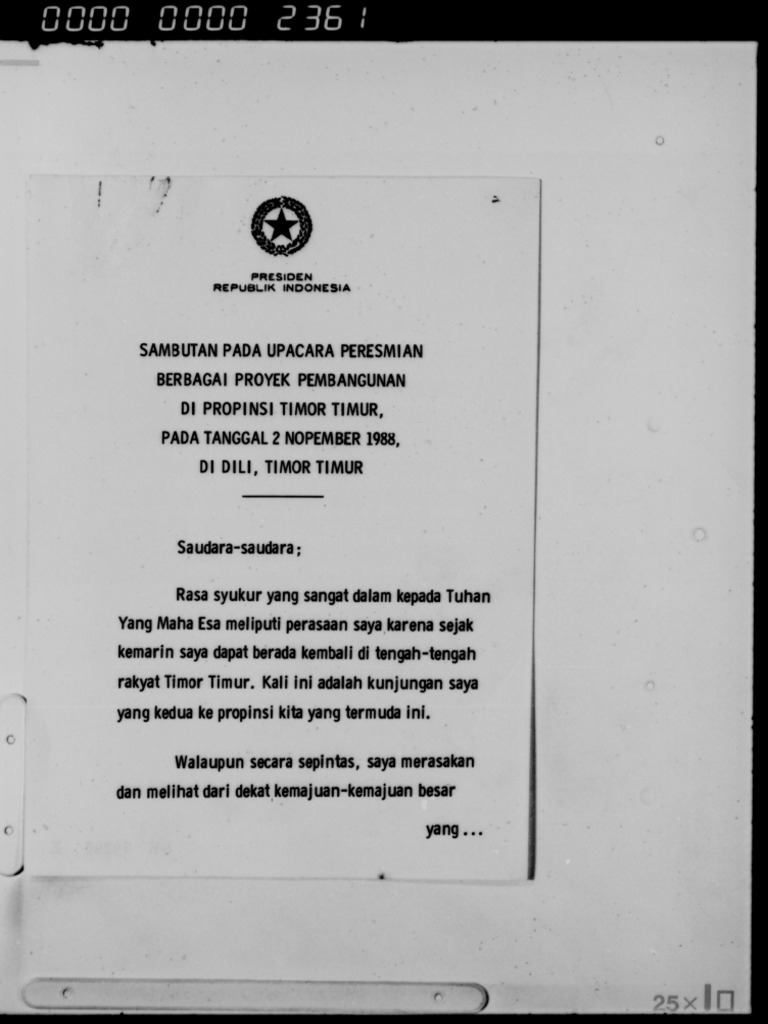 0000 0000 2361
PRESIDEN
REPUBLIK INDONESIA
SAMBUTAN PADA UPACARA PERESMIAN
BERBAGAI PROYEK PEMBANGUNAN
DI PROPINSI TIMOR TIMUR,
PADA TANGGAL 2 NOPEMBER 1988,
DI DILI, TIMOR TIMUR
Saudara-saudara;
Rasa syukur yang sangat dalam kepada Tuhan
Yang Maha Esa meliputi perasaan saya karena sejak
kemarin saya dapat berada kembali di tengah-tengah
rakyat Timor Timur. Kali ini adalah kunjungan saya
yang kedua ke propinsi kita yang termuda ini.
Walaupun secara sepintas, saya merasakan
dan melihat dari dekat kemajuan-kemajuan besar
yang ...
25×